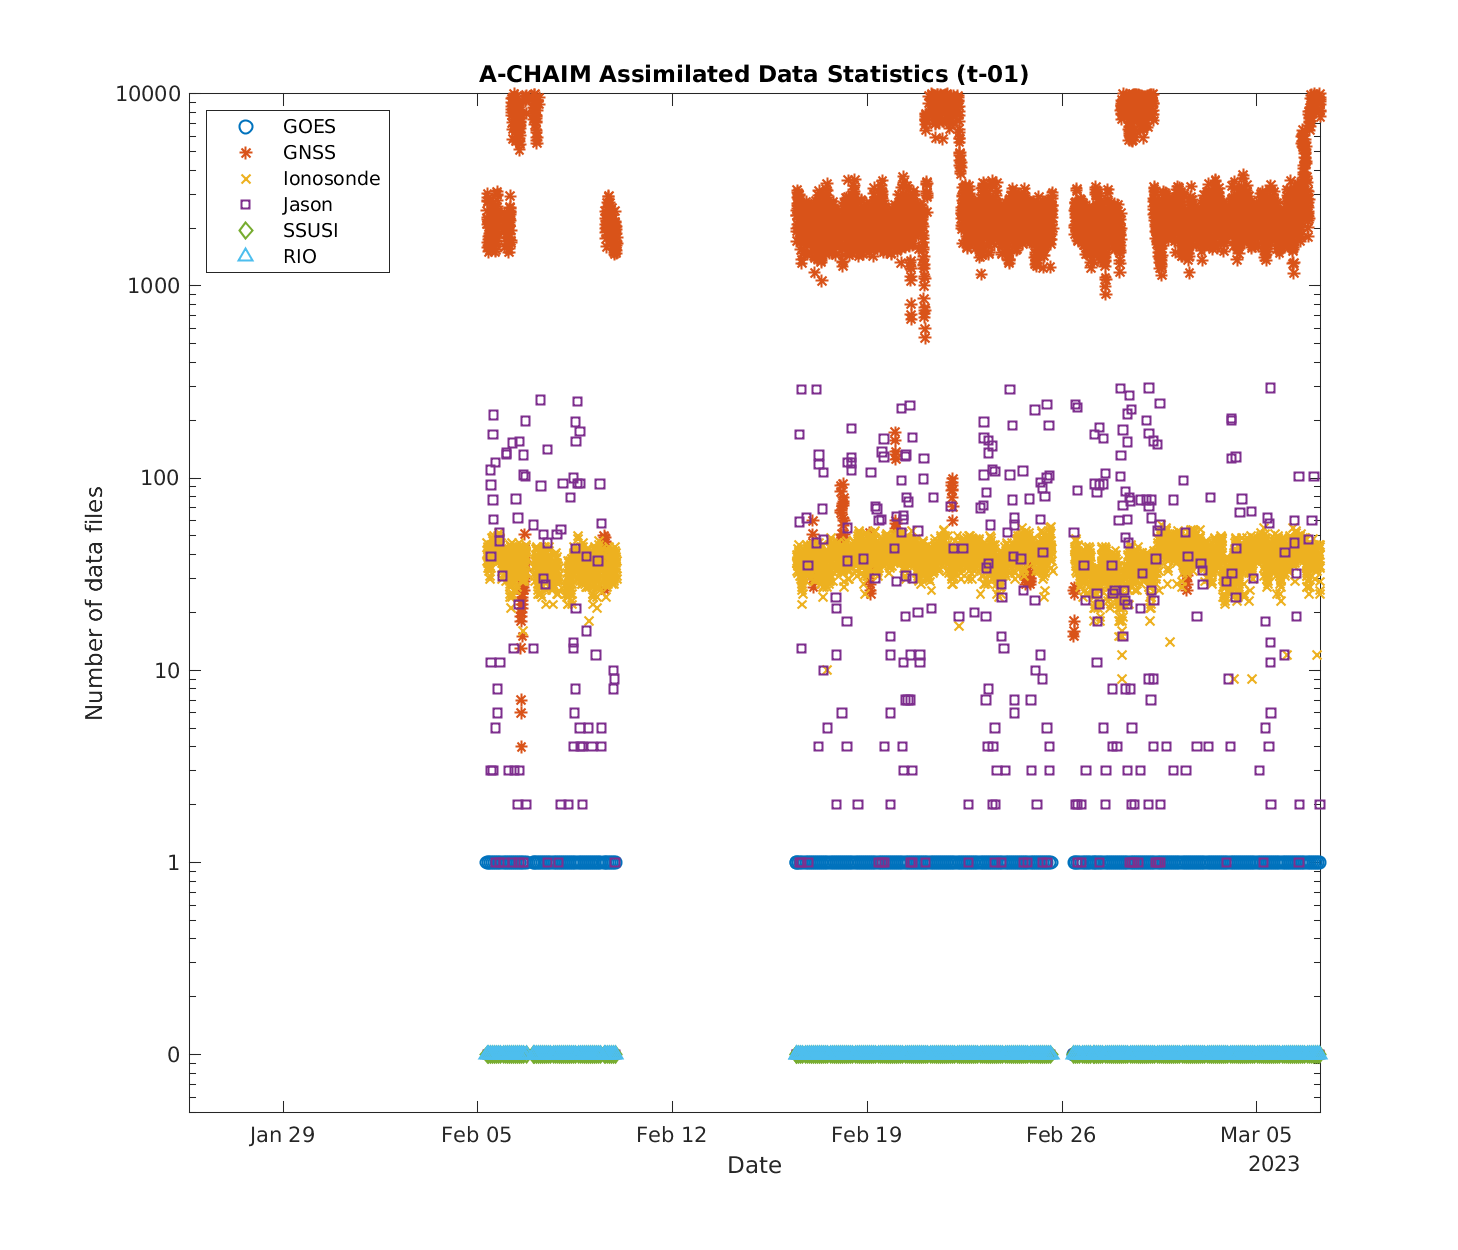 A-CHAIM Assimilated Data Statistics (t-01)
10000
1000
100
10
1
0
Number of data files
GOES
GNSS
Ionosonde
Jason
SSUSI
RIO
Jan 29
Feb 05
Feb 12
Feb 19
Feb 26
Mar 05
Date
2023